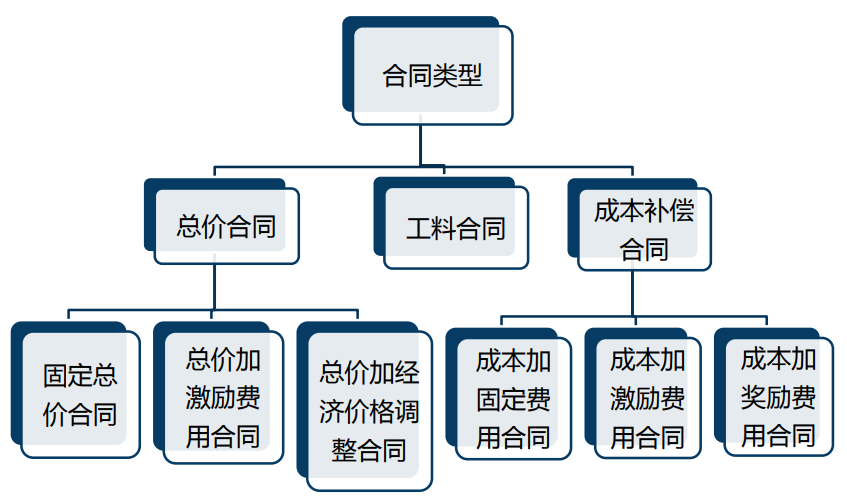 合同类型
总价合同
工料合同
成本补偿
合同
固定总
价合同
总价加
激励费
用合同
总价加经
济价格调
整合同
成本加
固定费
用合同
成本加
激励费
用合同
成本加
奖励费
用合同